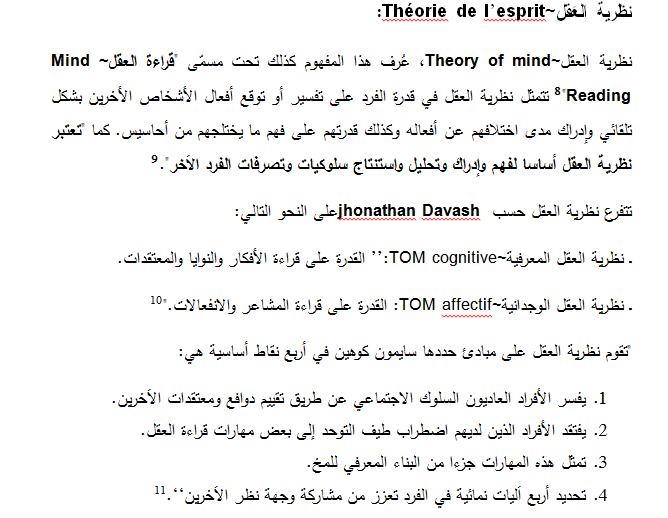 نظرية العَقل~Théorie de l’esprit:
نظرية العقل~Theory of mind، عُرف هذا المفهوم كذلك تحت مسمّى "قراءة العقل~ Mind
Reading"8 تتمثل نظرية العقل في قدرة الفرد على تفسير أو توقع أفعال الأشخاص الأخرين بشكل
تلقائي وإدراك مدى اختلافهم عن أفعاله وكذلك قدرتهم على فهم ما يختلجهم من أحاسيس. كما "تعتبر
نظرية العقل أساسا لفهم وإدراك وتحليل واستنتاج سلوكيات وتصرفات الفرد الآخر".9
تتفرع نظرية العقل حسب jhonathan Davashعلى النحو التالي:
. نظرية العقل المعرفية~TOM cognitive:’’ القدرة على قراءة الأفكار والنوايا والمعتقدات.
. نظرية العقل الوجدانية~TOM affectif: القدرة على قراءة المشاعر والانفعالات."10
"تقوم نظرية العقل على مبادئ حددها سايمون كوهين في أربع نقاط أساسية هي:
1. يفسر الأفراد العاديون السلوك الاجتماعي عن طريق تقييم دوافع ومعتقدات الآخرين.
2. يفتقد الأفراد الذين لديهم اضطراب طيف التوحد إلى بعض مهارات قراءة العقل.
3. تمثل هذه المهارات جزءا من البناء المعرفي للمخ.
4. تحديد أربع آليات نمائية في الفرد تعزز من مشاركة وجهة نظر الآخرين‘‘.11